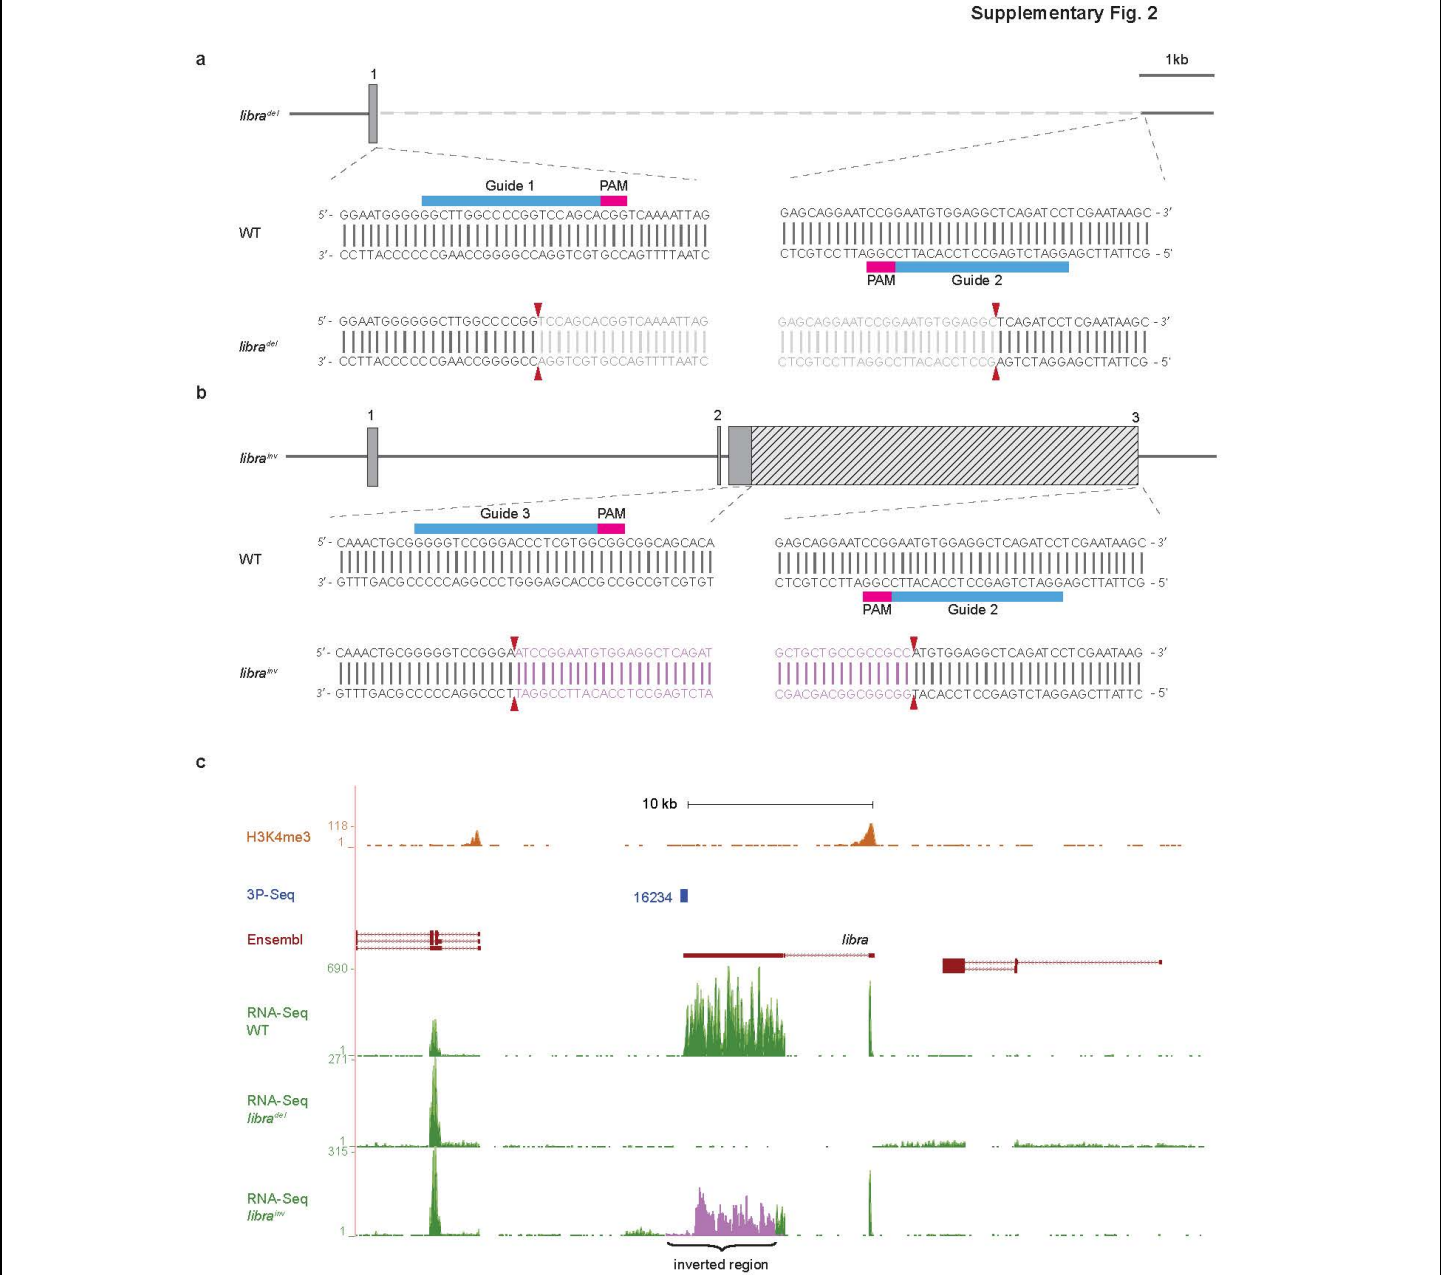 Supplementary Fig. 2
a
1kb
1
libra^del
Guide 1 PAM
5'- GGAATGGGGGGCTTGGCCCCGGTCCAGCACGGTCAAAATTAG GAGCAGGAATCCGGAATGTGGAGGCTCAGATCCTCGAATAAGC -3'
WT
3'- CCTTACCCCCCGAACCGGGGCCAGGTCGTGCCAGTTTTAATC CTCGTCCTTAGGCCTTACACCTCCGAGTCTAGGAGCTTATTCG -5'
PAM Guide 2
5'- GGAATGGGGGGCTTGGCCCCGGTCCAGCACGGTCAAAATTAG GAGCAGGAATCCGGAATGTGGAGGCTCAGATCCTCGAATAAGC -3'
libra^del
3'- CCTTACCCCCCGAACCGGGGCCAGGTCGTGCCAGTTTTAATC CTCGTCCTTAGGCCTTACACCTCCGAGTCTAGGAGCTTATTCG -5'
b
1 2 3
libra^inv
Guide 3 PAM
5'- CAAACTGCGGGGGTCCGGGACCCTCGTGGCGGCGGCAGCACA GAGCAGGAATCCGGAATGTGGAGGCTCAGATCCTCGAATAAGC -3'
WT
3'- GTTTGACGCCCCCAGGCCCTGGGAGCACCGCCGCCGTCGTGT CTCGTCCTTAGGCCTTACACCTCCGAGTCTAGGAGCTTATTCG -5'
PAM Guide 2
5'- CAAACTGCGGGGGTCCGGGAATCCGGAATGTGGAGGCTCAGAT GCTGCTGCCGCCGCCATGTGGAGGCTCAGATCCTCGAATAAG -3'
libra^inv
3'- GTTTGACGCCCCCAGGCCCTTAGGCCTTACACCTCCGAGTCTA CGACGACGGCGGCGGTACACCTCCGAGTCTAGGAGCTTATTC -5'
c
10 kb
118
H3K4me3
1
3P-Seq 16234
Ensembl libra
690
RNA-Seq
WT
1
271
RNA-Seq
libra^del
1
315
RNA-Seq
libra^inv
1
inverted region